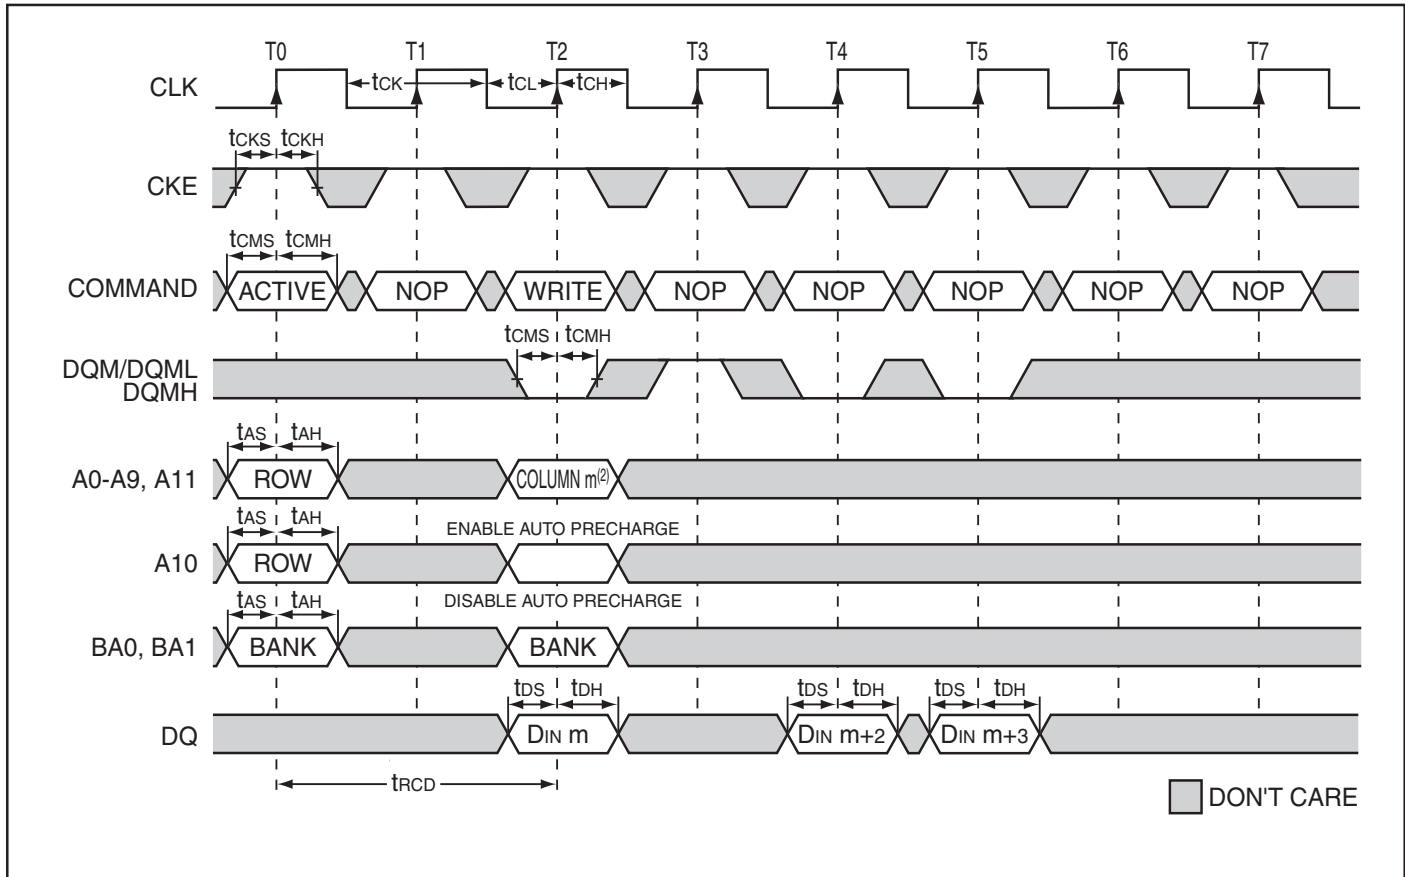 T0 T1 T2 T3 T4 T5 T6 T7
CLK tCK tCL tCH
tCKS tCKH
CKE
tCMS tCMH
COMMAND ACTIVE NOP WRITE NOP NOP NOP NOP NOP
tCMS tCMH
DQM/DQML
DQMH
tAS tAH
A0-A9, A11 ROW COLUMN m(2)
tAS tAH ENABLE AUTO PRECHARGE
A10 ROW
tAS tAH DISABLE AUTO PRECHARGE
BA0, BA1 BANK BANK
tDS tDH tDS tDH tDS tDH
DQ DIN m DIN m+2 DIN m+3
tRCD
DON'T CARE